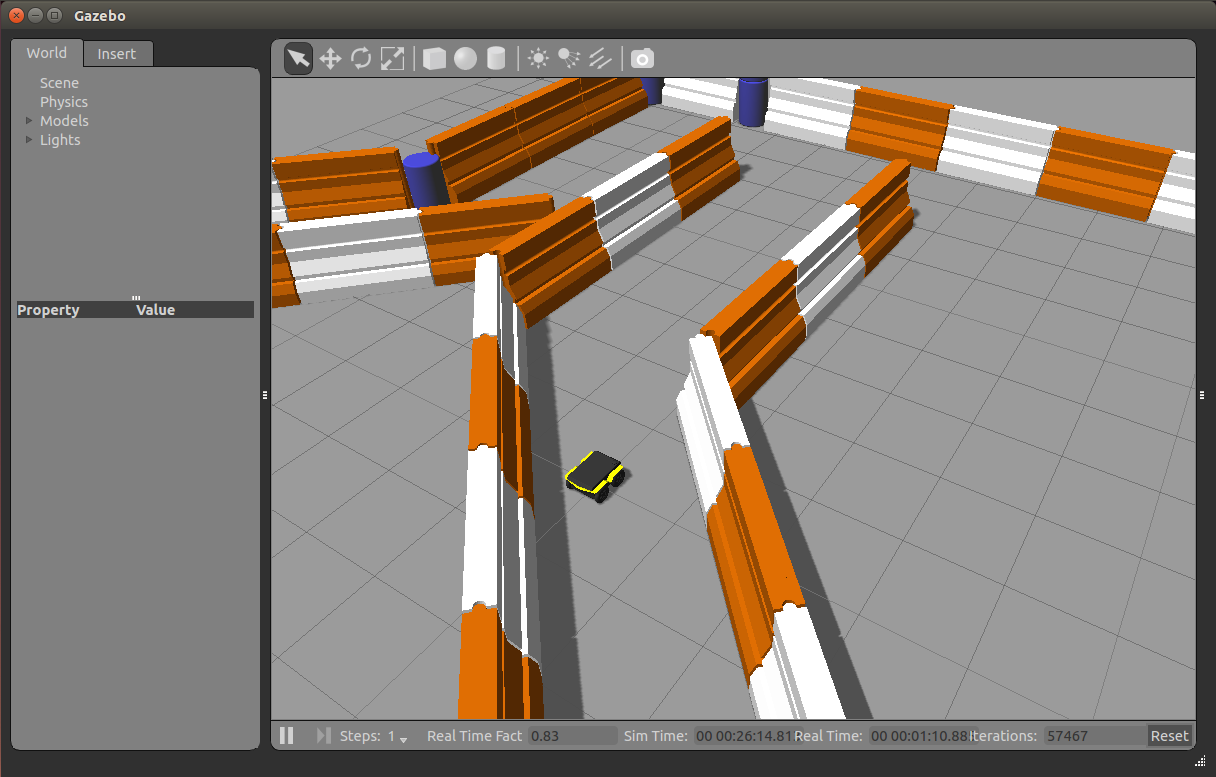 Gazebo
World Insert
Scene
Physics
Models
Lights
Property Value
Steps: 1 Real Time Fact 0.83 Sim Time: 00 00:26:14.81 Real Time: 00 00:01:10.88 Iterations: 57467 Reset